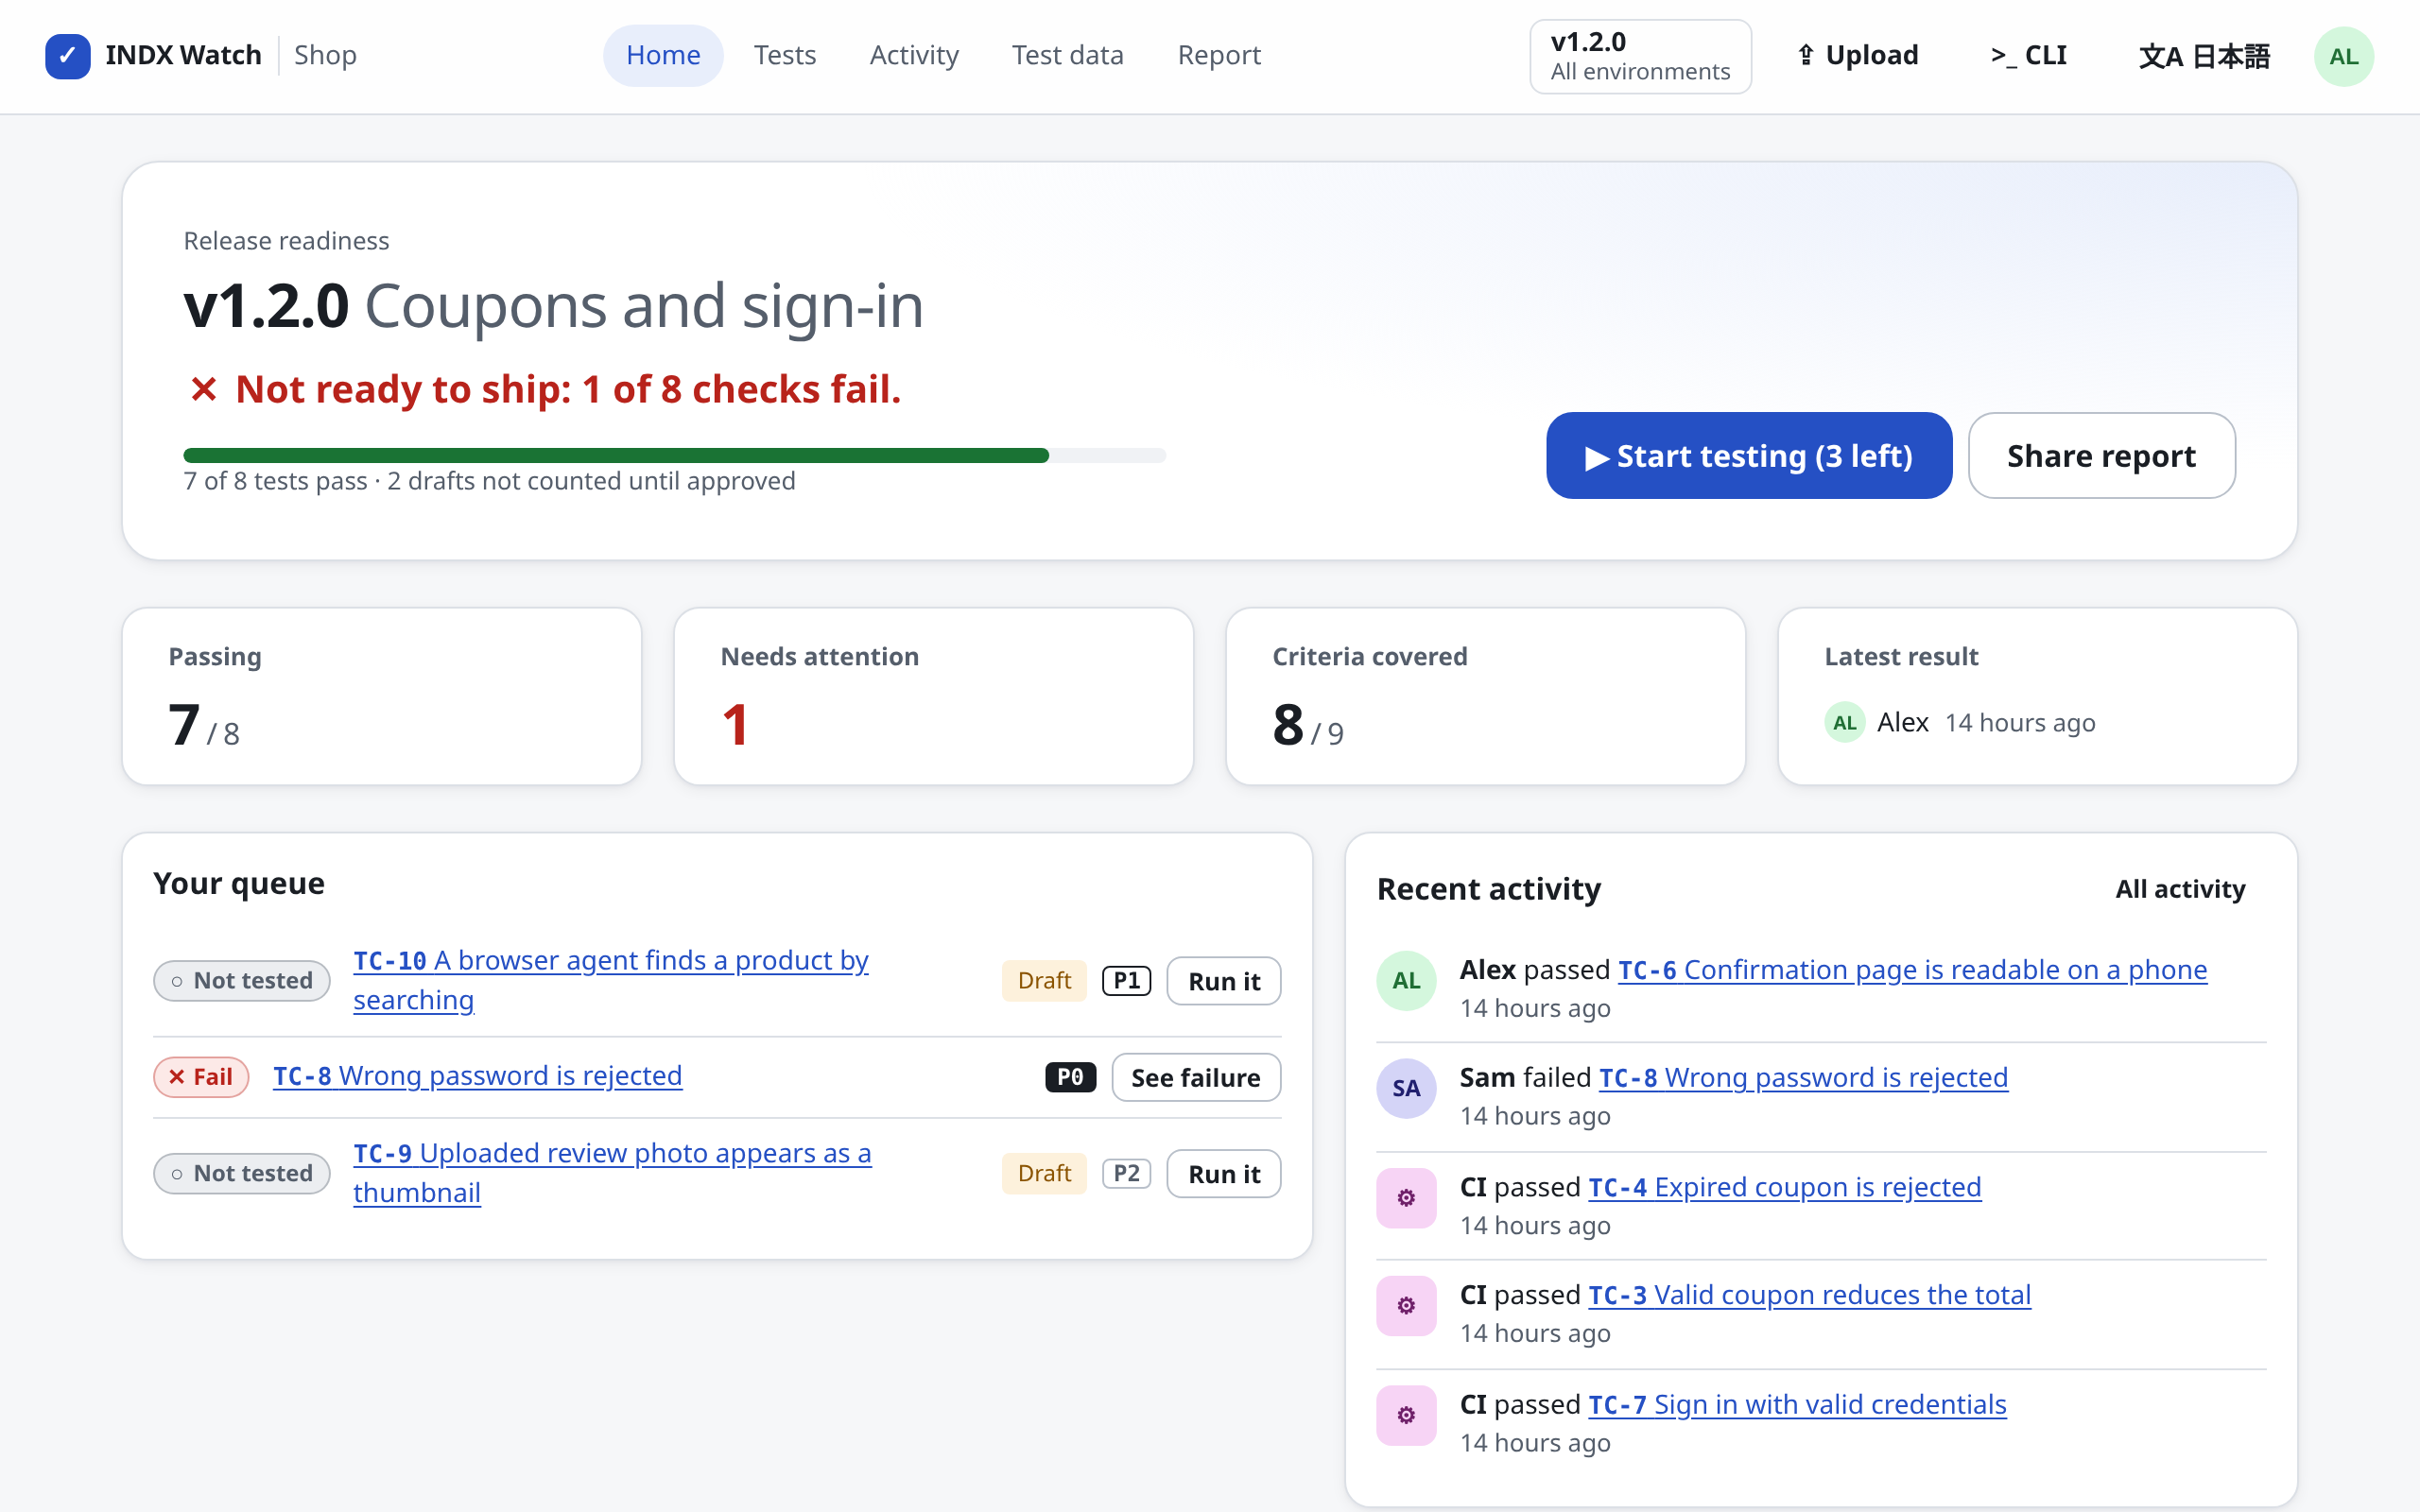 ✓ INDX Watch Shop Home Tests Activity Test data Report v1.2.0 All environments ⇪ Upload >_ CLI 文A 日本語 AL
Release readiness
v1.2.0 Coupons and sign-in
✕ Not ready to ship: 1 of 8 checks fail.
7 of 8 tests pass · 2 drafts not counted until approved
▶ Start testing (3 left) Share report
Passing
7 / 8
Needs attention
1
Criteria covered
8 / 9
Latest result
AL Alex 14 hours ago
Your queue
○ Not tested TC-10 A browser agent finds a product by
searching
Draft P1 Run it
✕ Fail TC-8 Wrong password is rejected P0 See failure
○ Not tested TC-9 Uploaded review photo appears as a
thumbnail
Draft P2 Run it
Recent activity All activity
AL Alex passed TC-6 Confirmation page is readable on a phone
14 hours ago
SA Sam failed TC-8 Wrong password is rejected
14 hours ago
⚙ CI passed TC-4 Expired coupon is rejected
14 hours ago
⚙ CI passed TC-3 Valid coupon reduces the total
14 hours ago
⚙ CI passed TC-7 Sign in with valid credentials
14 hours ago